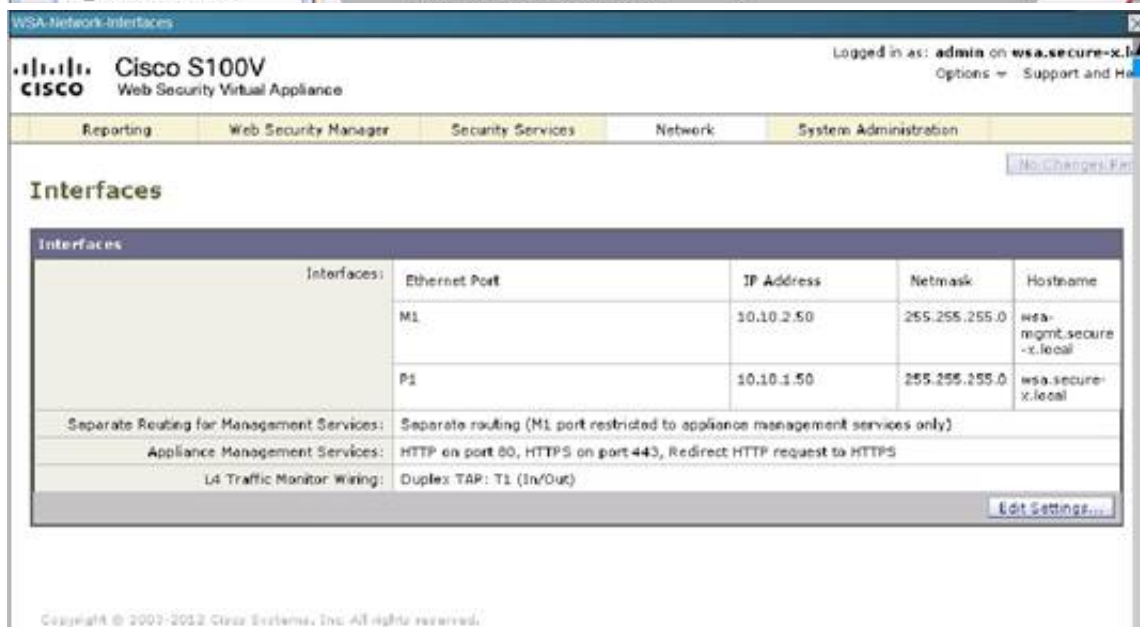 WSA-Network-Interfaces
Logged in as: admin on wsa.secure-x.l
Options Support and He
CISCO
Cisco S100V
Web Security Virtual Appliance
Reporting Web Security Manager Security Services Network System Administration
No Changes
Interfaces
Interfaces
Interfaces: Ethernet Port IP Address Netmask Hostname
M1 10.10.2.50 255.255.255.0 wsa-
mgmt.secure
-x.local
P1 10.10.1.50 255.255.255.0 wsa.secure-
x.local
Separate Routing for Management Services: Separate routing (M1 port restricted to appliance management services only)
Appliance Management Services: HTTP on port 80, HTTPS on port 443, Redirect HTTP request to HTTPS
L4 Traffic Monitor Wiring: Duplex TAP: T1 (In/Out)
Edit Settings...
Copyright © 2003-2012 Cisco Systems, Inc. All rights reserved.